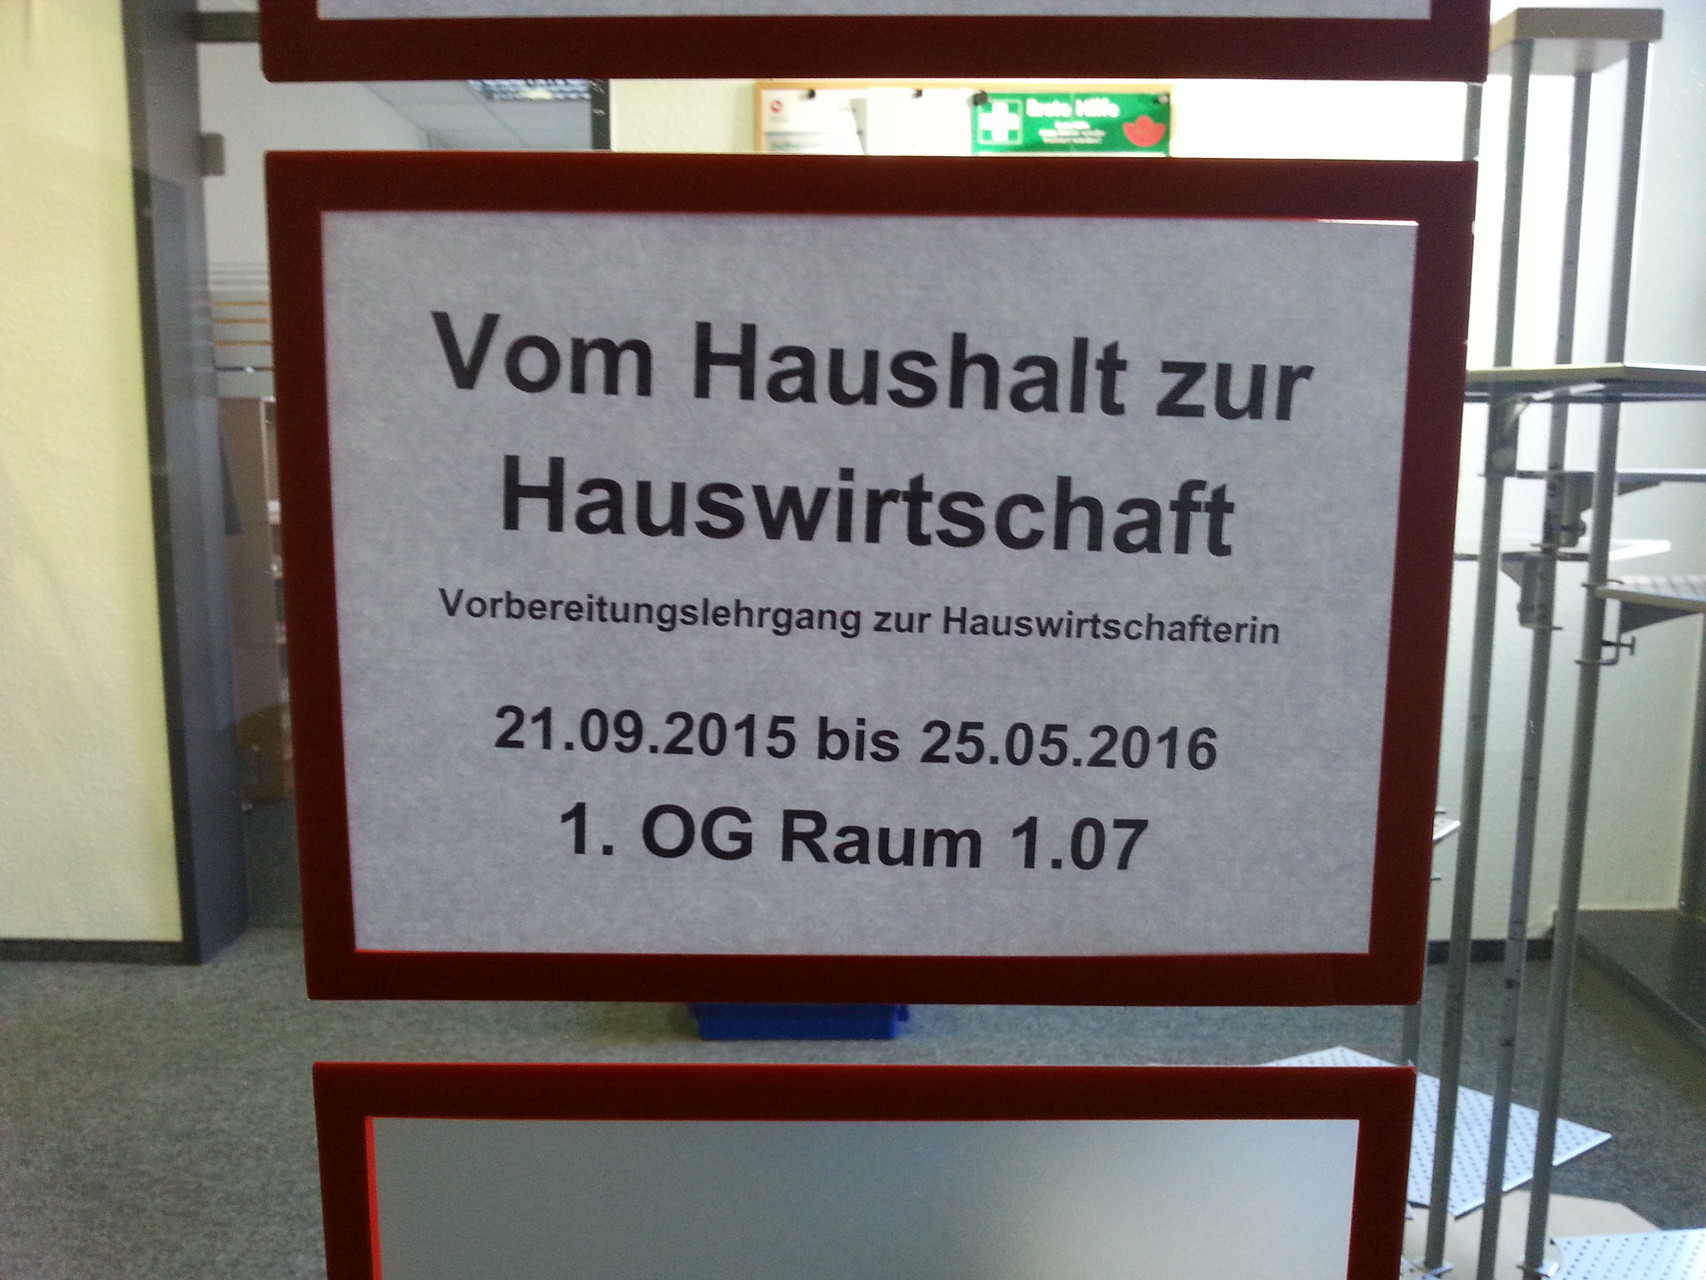 Erste Hilfe
Vom Haushalt zur
Hauswirtschaft
Vorbereitungslehrgang zur Hauswirtschafterin
21.09.2015 bis 25.05.2016
1. OG Raum 1.07